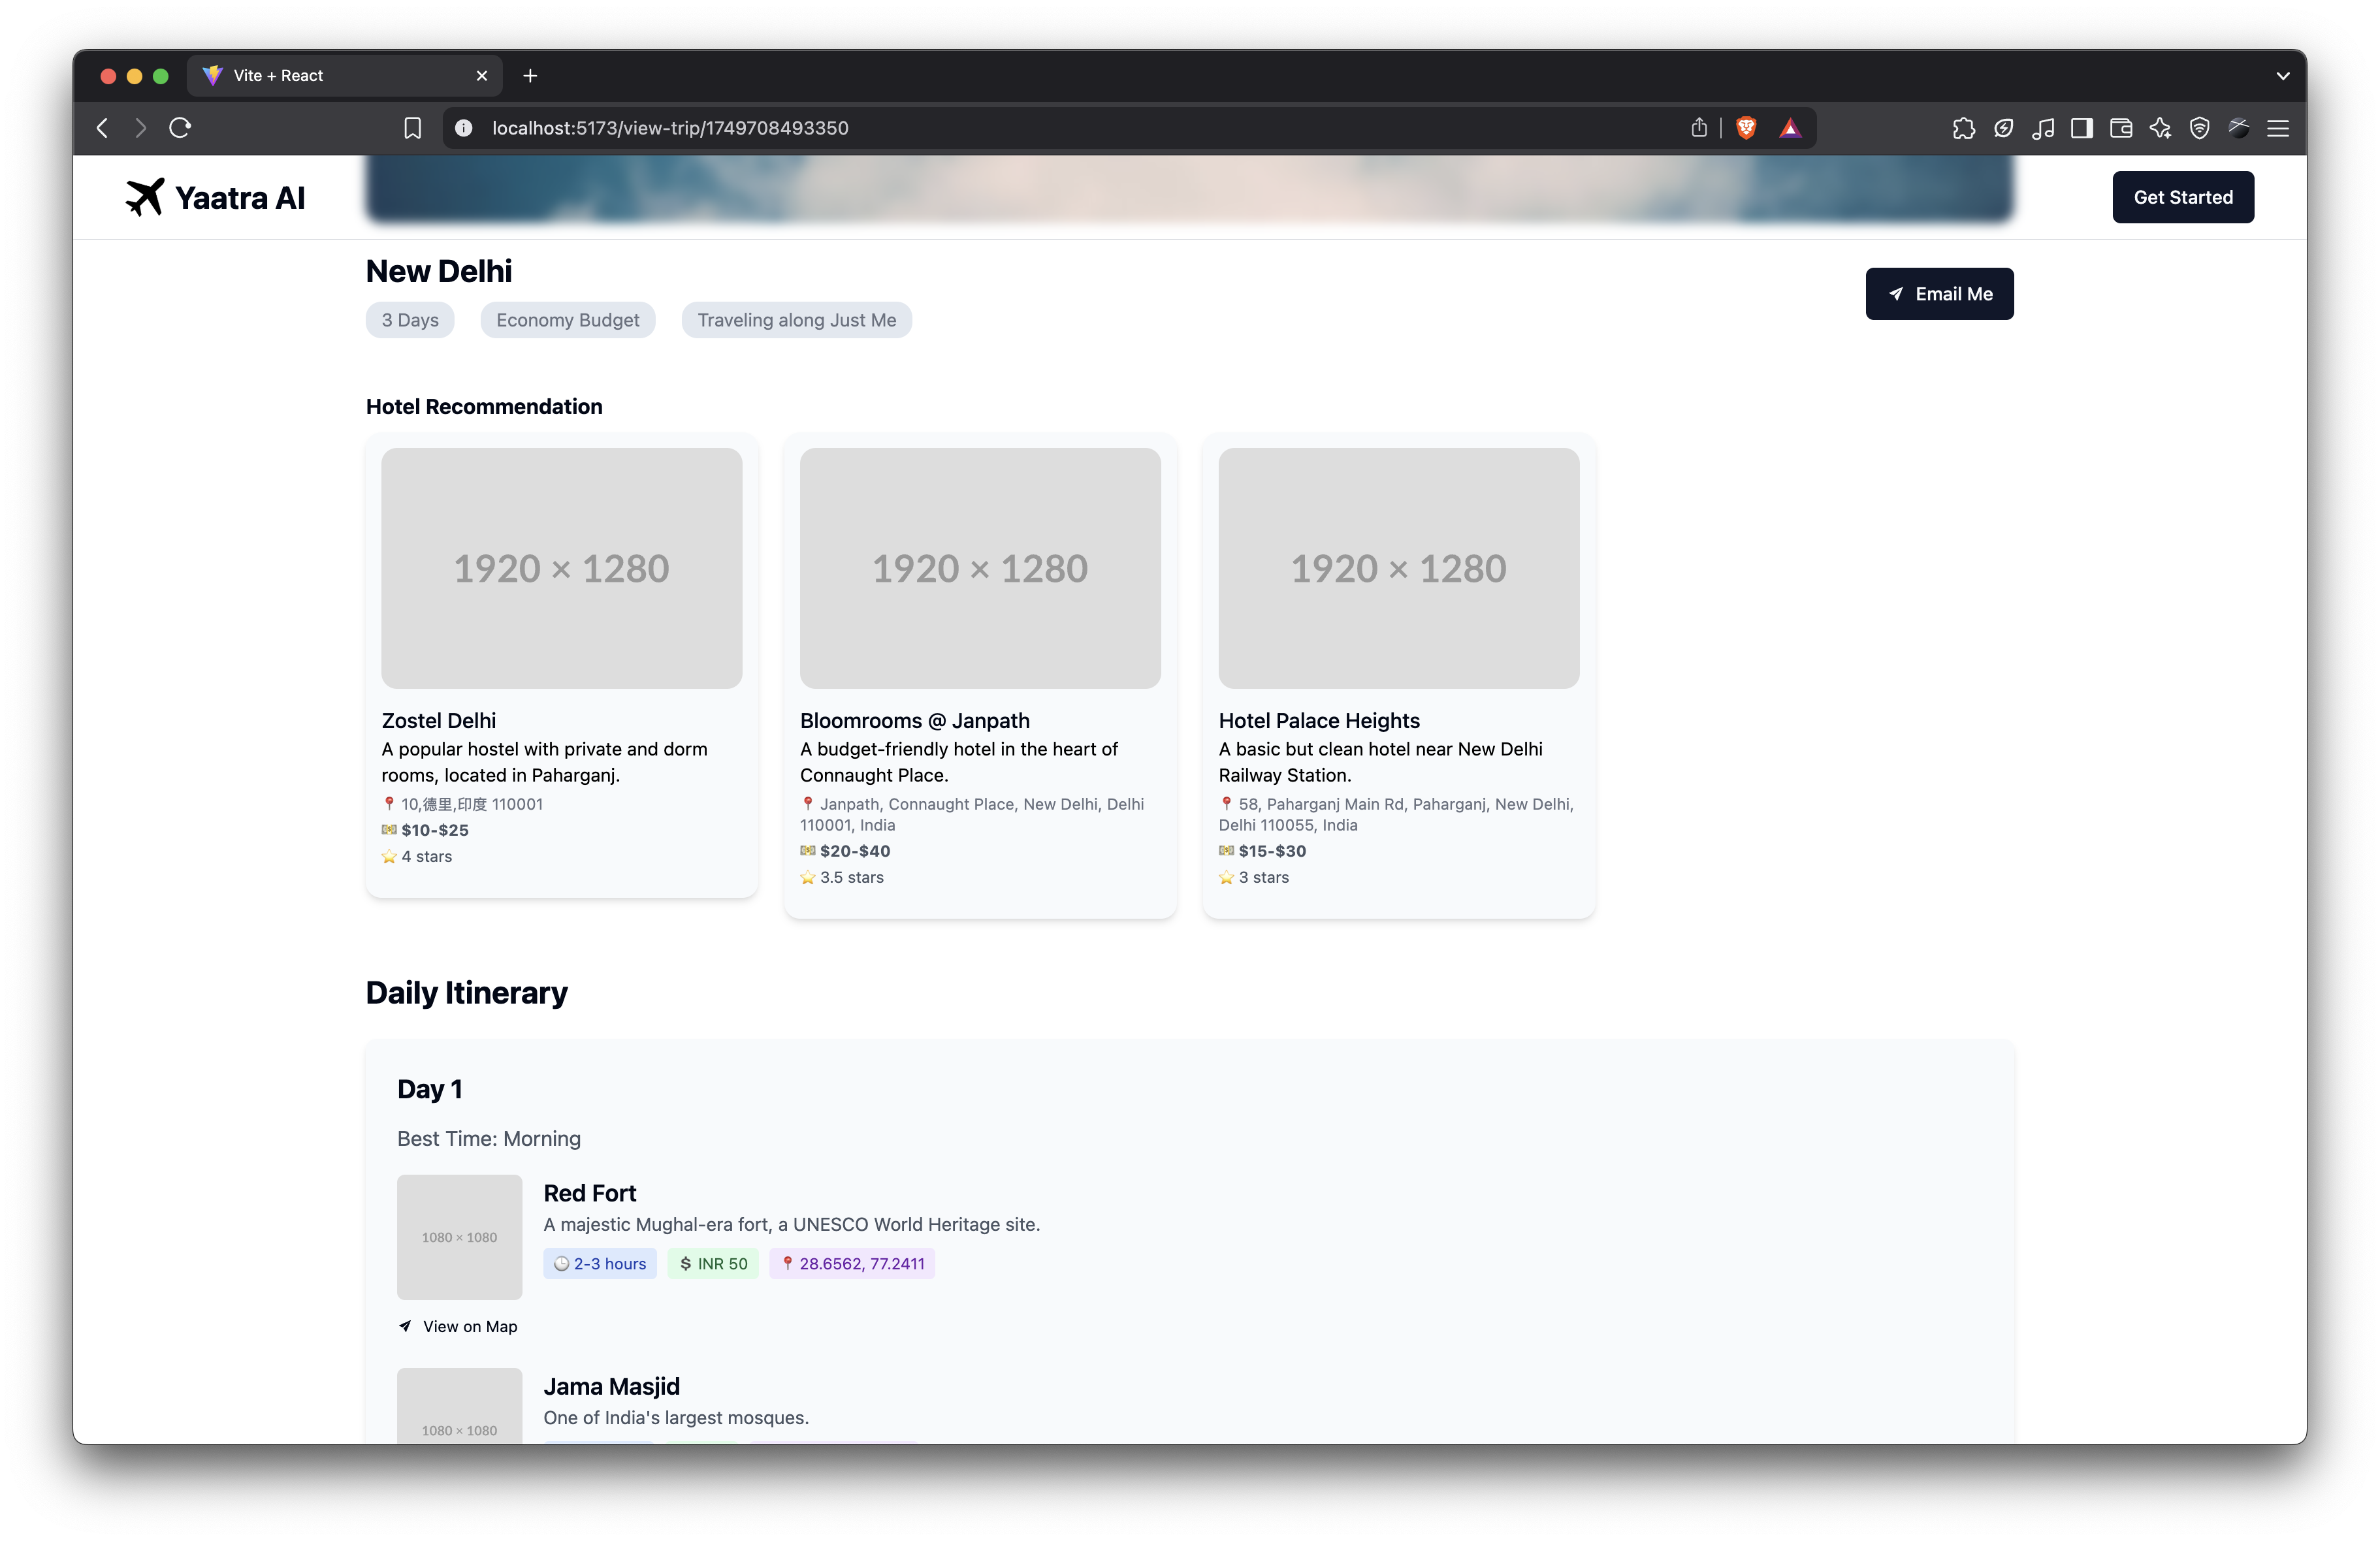 Vite + React
localhost:5173/view-trip/1749708493350
Yaatra AI
Get Started
New Delhi
Email Me
3 Days
Economy Budget
Traveling along Just Me
Hotel Recommendation
1920 × 1280
1920 × 1280
1920 × 1280
Zostel Delhi
A popular hostel with private and dorm
rooms, located in Paharganj.
📍 10,德里,印度 110001
💵 $10-$25
⭐ 4 stars
Bloomrooms @ Janpath
A budget-friendly hotel in the heart of
Connaught Place.
📍 Janpath, Connaught Place, New Delhi, Delhi
110001, India
💵 $20-$40
⭐ 3.5 stars
Hotel Palace Heights
A basic but clean hotel near New Delhi
Railway Station.
📍 58, Paharganj Main Rd, Paharganj, New Delhi,
Delhi 110055, India
💵 $15-$30
⭐ 3 stars
Daily Itinerary
Day 1
Best Time: Morning
1080 × 1080
Red Fort
A majestic Mughal-era fort, a UNESCO World Heritage site.
🕒 2-3 hours
💲 INR 50
📍 28.6562, 77.2411
View on Map
1080 × 1080
Jama Masjid
One of India's largest mosques.